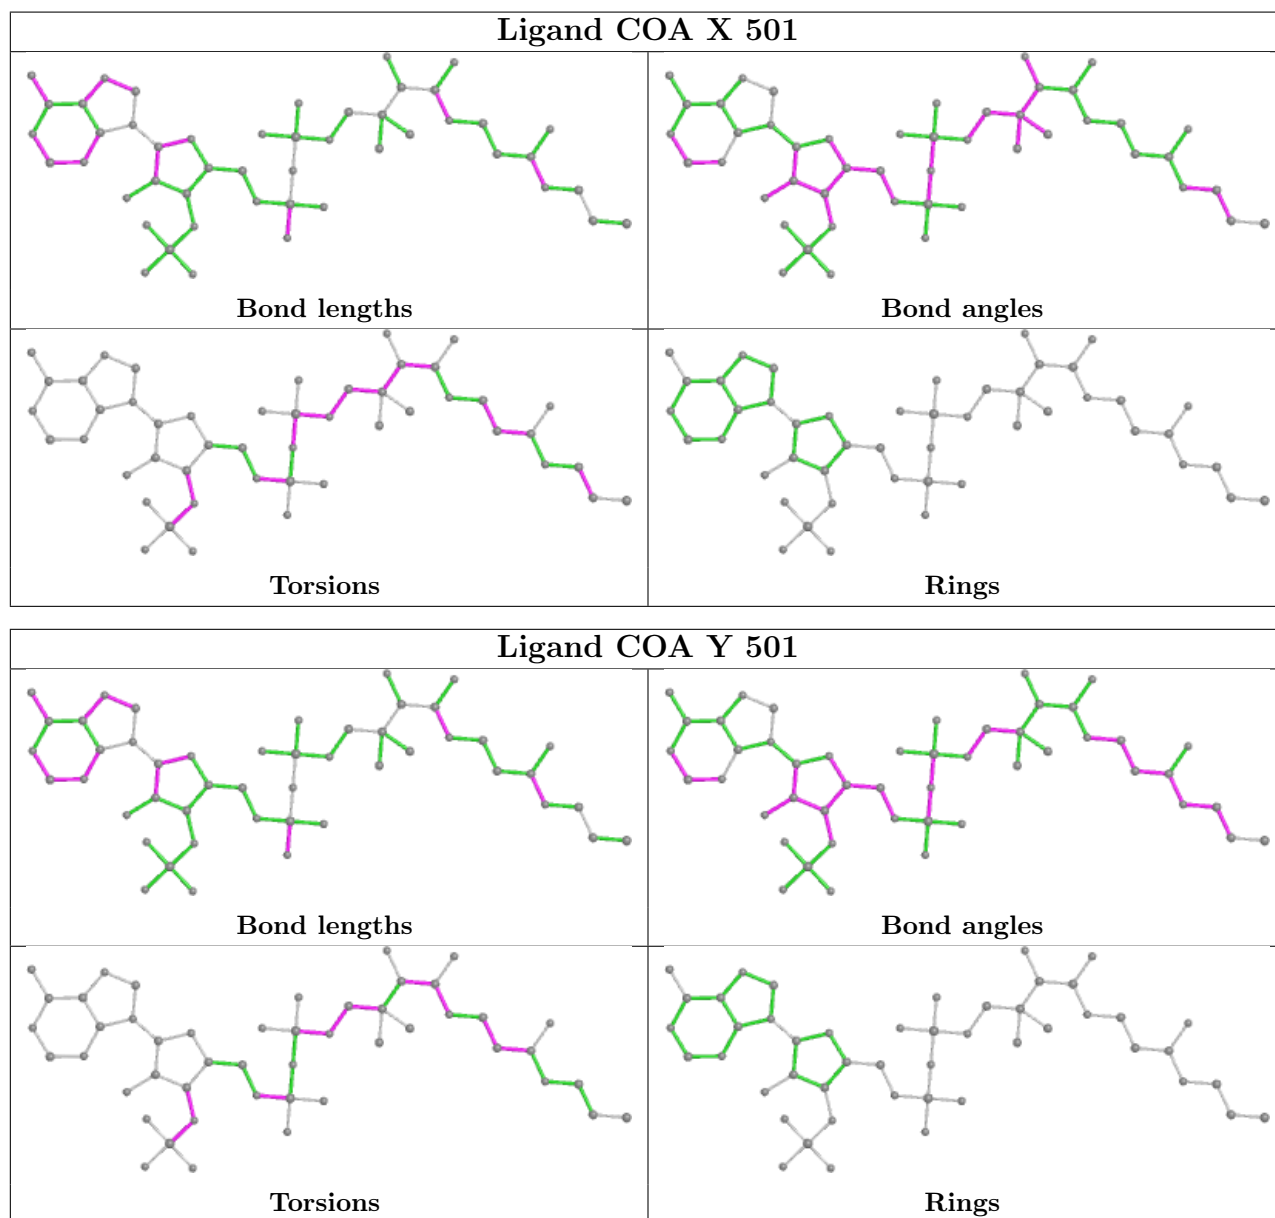 Ligand COA X 501
Bond lengths
Bond angles
Torsions
Rings
Ligand COA Y 501
Bond lengths
Bond angles
Torsions
Rings